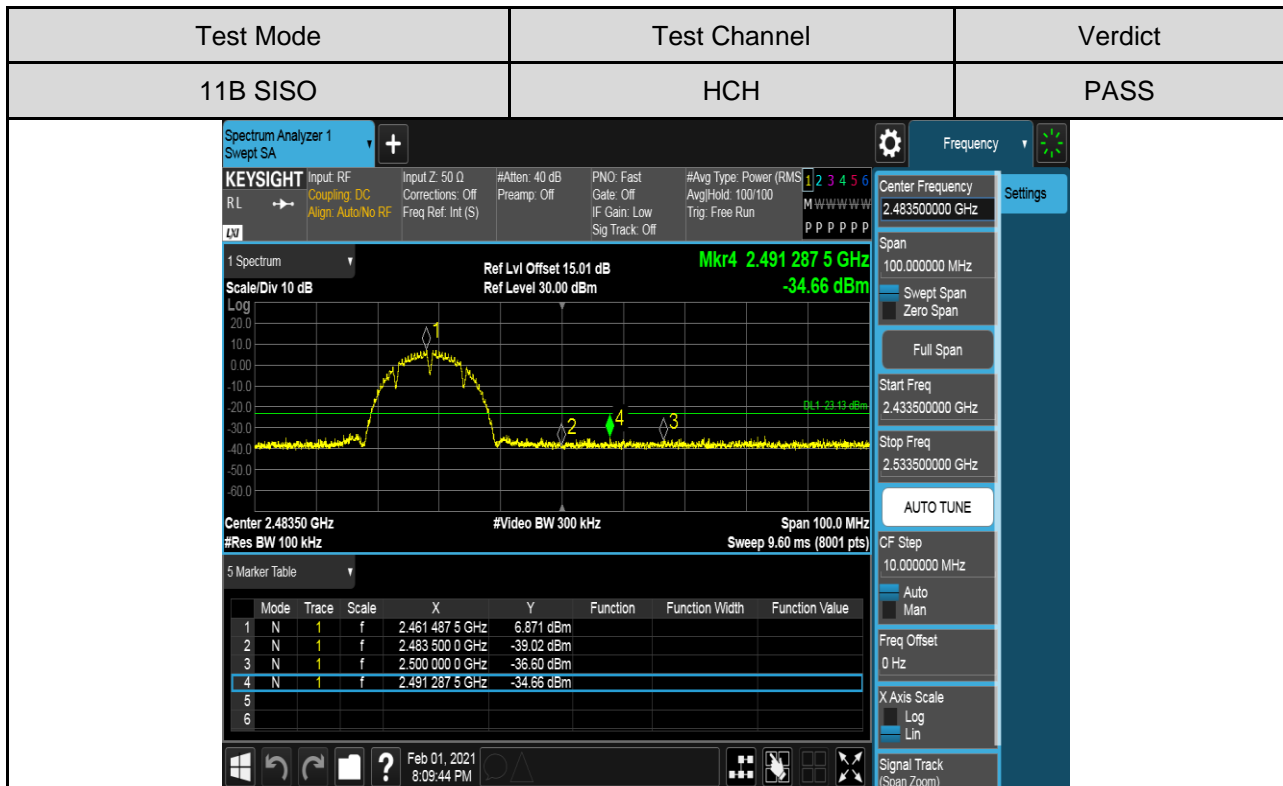 Test Mode Test Channel Verdict
11B SISO HCH PASS
Spectrum Analyzer 1
Swept SA
+
Frequency
KEYSIGHT Input: RF Input Z: 50 Ω #Atten: 40 dB PNO: Fast #Avg Type: Power (RMS 1 2 3 4 5 6
RL Coupling: DC Corrections: Off Preamp: Off Gate: Off Avg|Hold: 100/100 M W W W W W
Align: Auto/No RF Freq Ref: Int (S) IF Gain: Low Trig: Free Run
LXI Sig Track: Off P P P P P P
Center Frequency
2.483500000 GHz
Settings
Span
100.000000 MHz
Swept Span
Zero Span
Full Span
Start Freq
2.433500000 GHz
Stop Freq
2.533500000 GHz
AUTO TUNE
CF Step
10.000000 MHz
Auto
Man
Freq Offset
0 Hz
X Axis Scale
Log
Lin
Signal Track
(Span Zoom)
1 Spectrum Ref Lvl Offset 15.01 dB Mkr4 2.491 287 5 GHz
Scale/Div 10 dB Ref Level 30.00 dBm -34.66 dBm
Log
20.0
10.0
0.00
-10.0
-20.0
-30.0
-40.0
-50.0
-60.0
1
2
4
3
DL1 -23.13 dBm
Center 2.48350 GHz #Video BW 300 kHz Span 100.0 MHz
#Res BW 100 kHz Sweep 9.60 ms (8001 pts)
5 Marker Table
Mode Trace Scale X Y Function Function Width Function Value
1 N 1 f 2.461 487 5 GHz 6.871 dBm
2 N 1 f 2.483 500 0 GHz -39.02 dBm
3 N 1 f 2.500 000 0 GHz -36.60 dBm
4 N 1 f 2.491 287 5 GHz -34.66 dBm
5
6
? Feb 01, 2021
8:09:44 PM